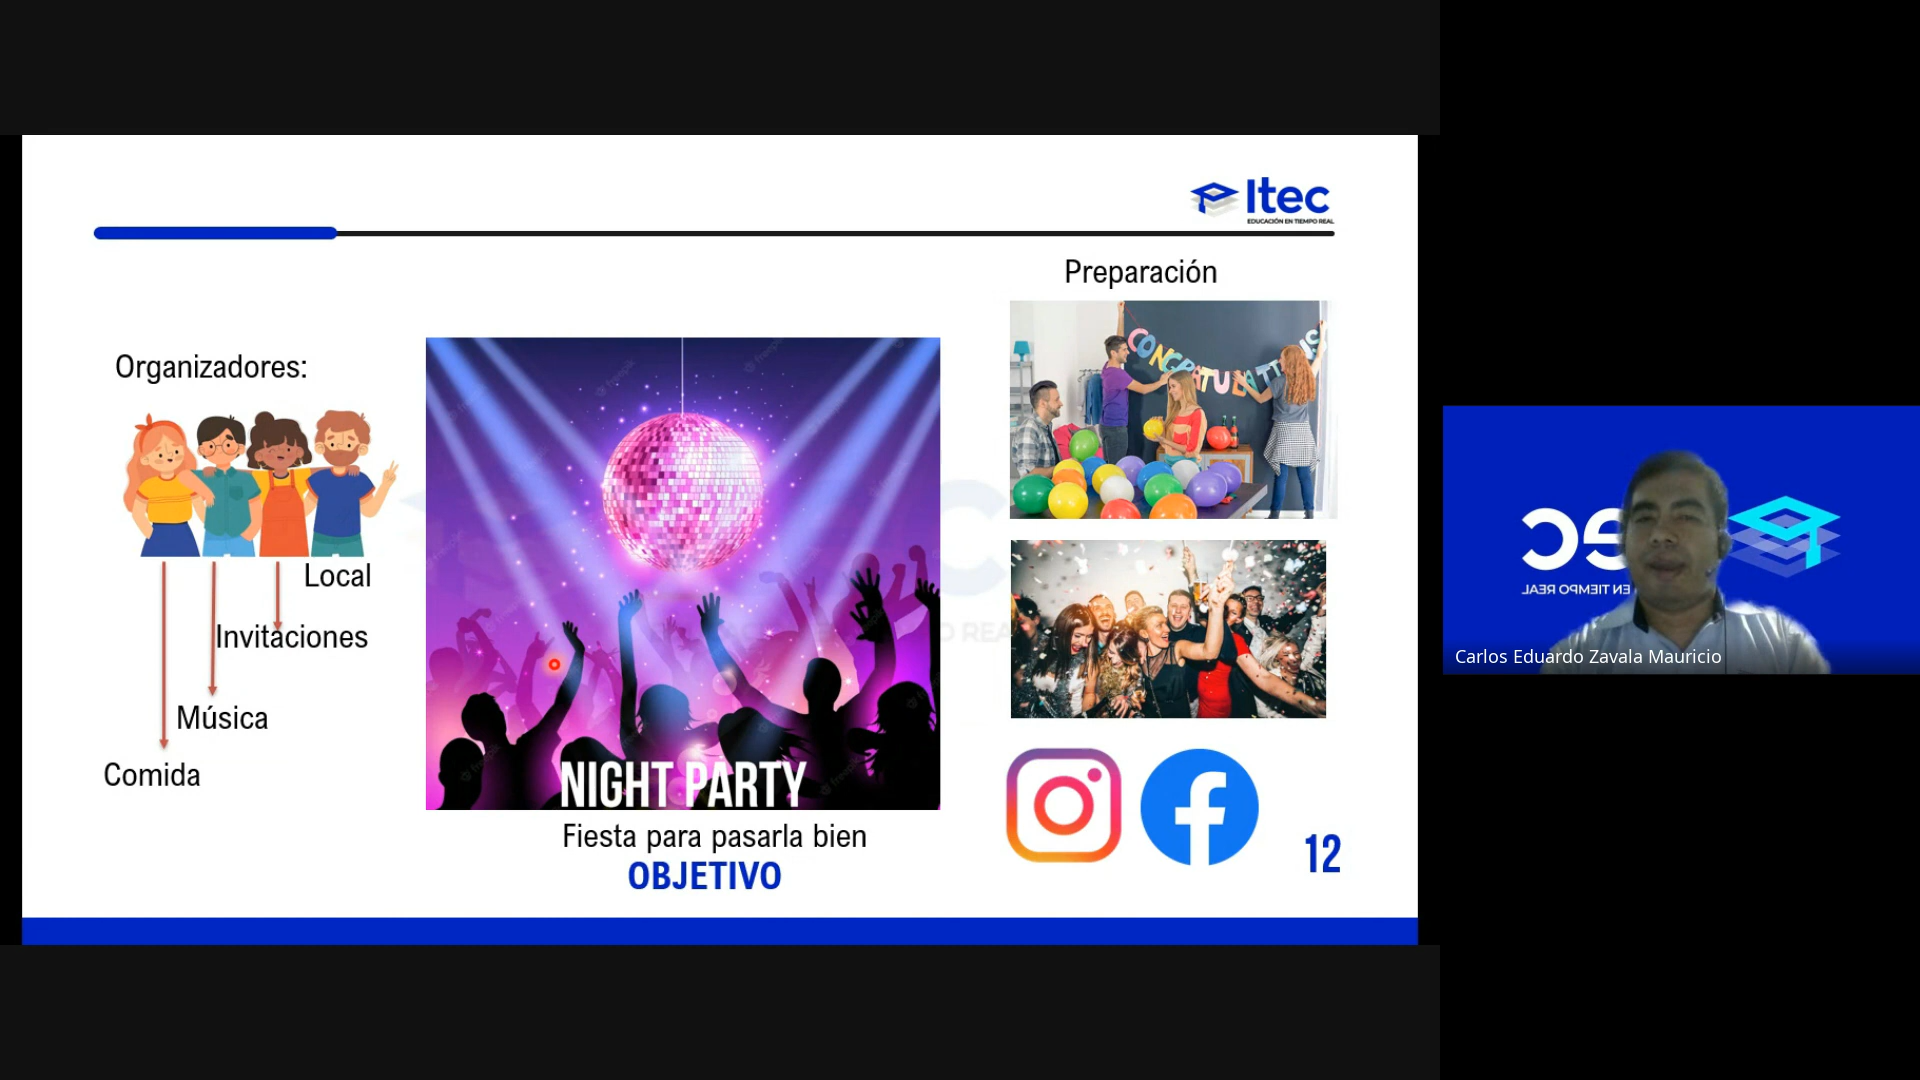 Itec
EDUCACIÓN EN TIEMPO REAL
Preparación
Organizadores:
CONGRATULATTIONS
Local
Invitaciones
Música
Comida
NIGHT PARTY
Fiesta para pasarla bien
OBJETIVO
12
EN TIEMPO REAL
Carlos Eduardo Zavala Mauricio